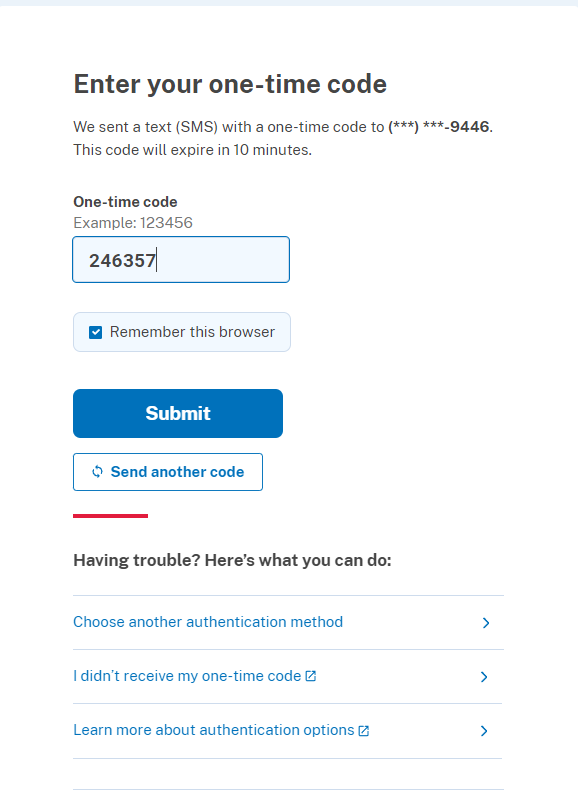 Enter your one-time code
We sent a text (SMS) with a one-time code to (***) ***-9446.
This code will expire in 10 minutes.
One-time code
Example: 123456
246357
Remember this browser
Submit
Send another code
Having trouble? Here’s what you can do:
Choose another authentication method
I didn’t receive my one-time code
Learn more about authentication options